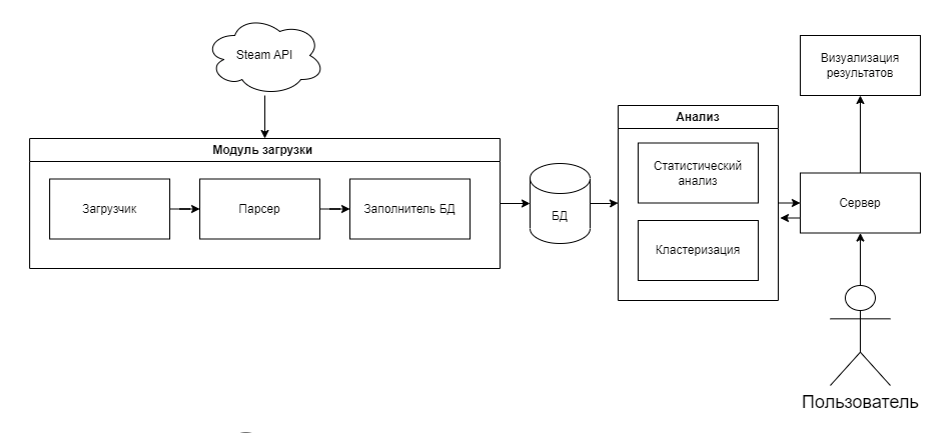 Steam API
Модуль загрузки
Загрузчик
Парсер
Заполнитель БД
БД
Анализ
Статистический
анализ
Кластеризация
Визуализация
результатов
Сервер
Пользователь